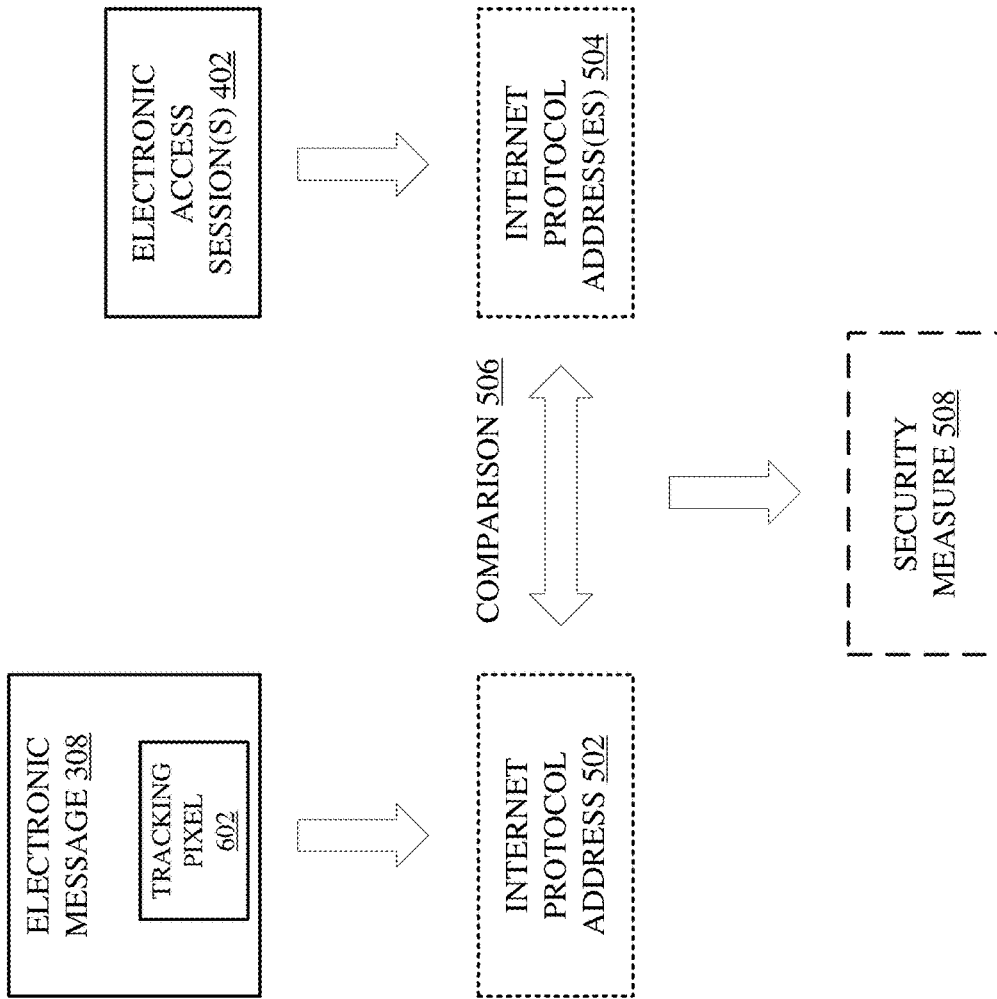 ELECTRONIC
MESSAGE 308
TRACKING
PIXEL
602
ELECTRONIC
ACCESS
SESSION(S) 402
INTERNET
PROTOCOL
ADDRESS 502
COMPARISON 506
INTERNET
PROTOCOL
ADDRESS(ES) 504
SECURITY
MEASURE 508